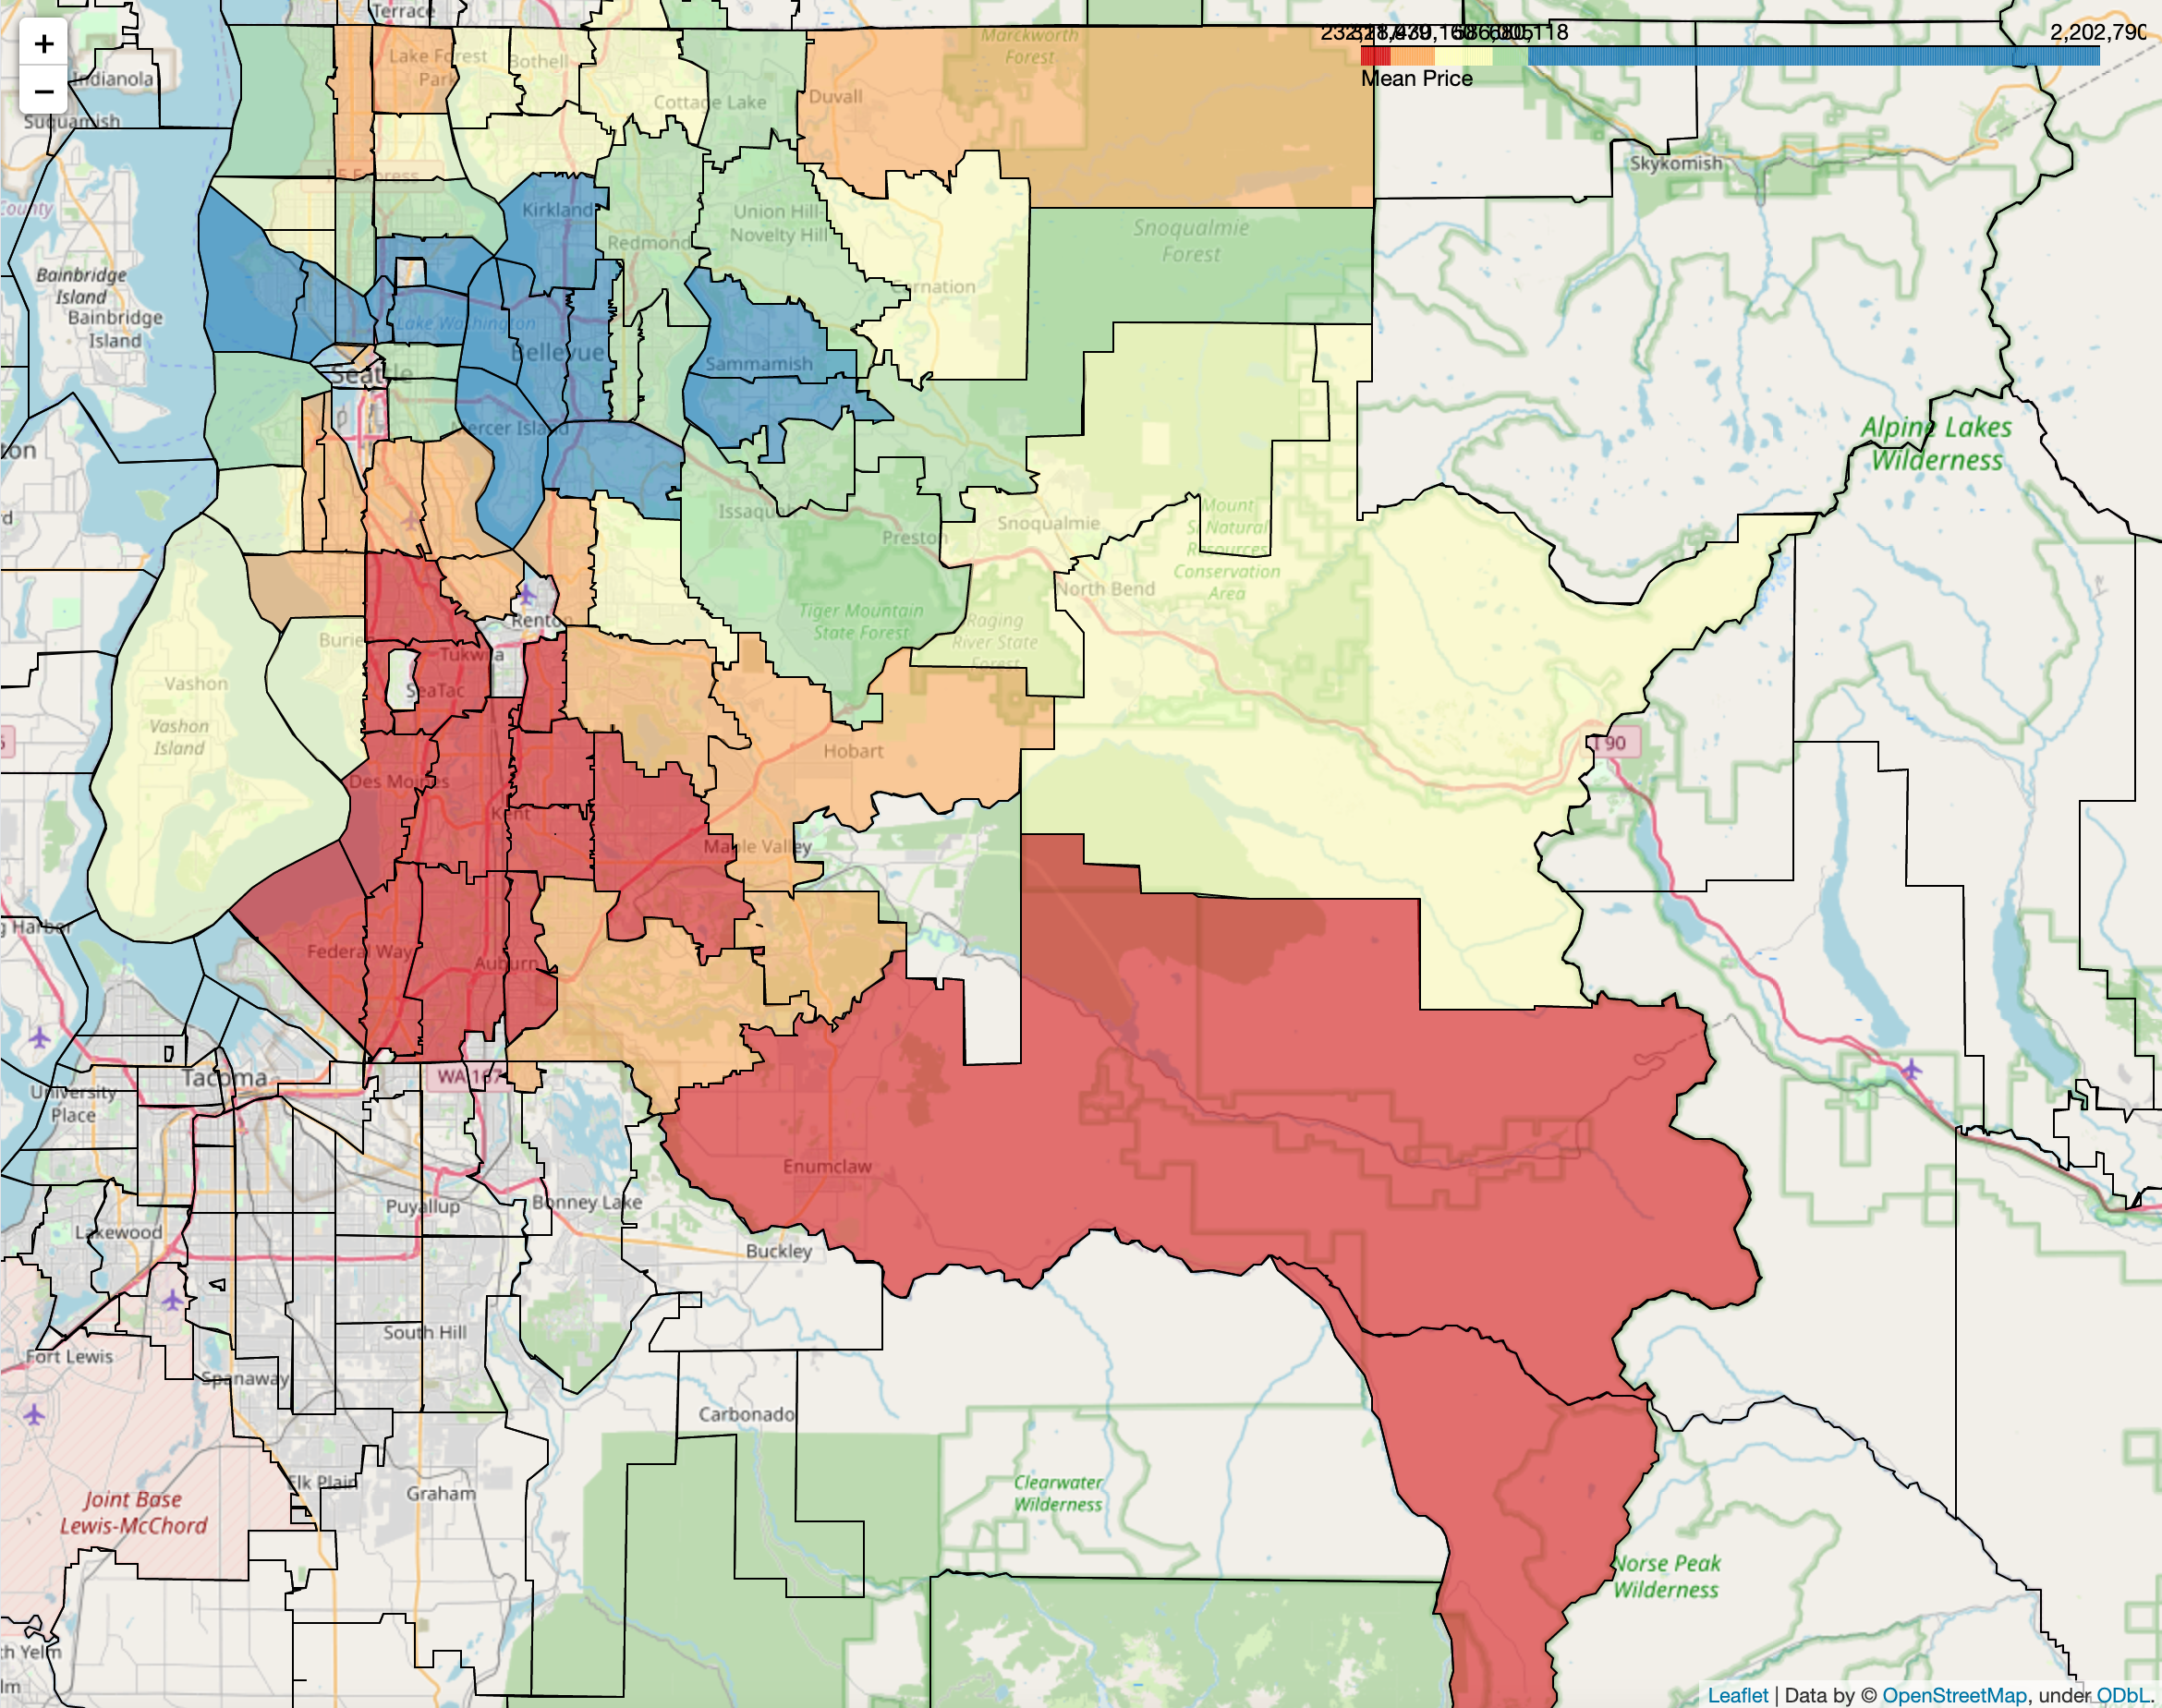 +
−
Terrace
Indianola
Suquamish
Lake Forest
Park
Bothell
Cottage Lake
Duvall
Marckworth
Forest
2,202,790
Mean Price
Skykomish
I 5 Express
County
Kirkland
Redmond
Union Hill-
Novelty Hill
Snoqualmie
Forest
Bainbridge
Island
Bainbridge
Island
Carnation
Lake Washington
Bellevue
Sammamish
Seattle
Mercer Island
Alpine Lakes
Wilderness
ton
rd
Issaquah
Preston
Snoqualmie
Mount
Si Natural
Resources
Conservation
Area
North Bend
Tiger Mountain
State Forest
Raging
River State
Forest
Renton
Burien
Tukwila
SeaTac
Vashon
Vashon
Island
Hobart
I 90
Des Moines
Kent
Maple Valley
g Harbor
Federal Way
Auburn
Tacoma
WA 167
University
Place
Enumclaw
Puyallup
Bonney Lake
Lakewood
Buckley
South Hill
Fort Lewis
Spanaway
Carbonado
Elk Plain
Graham
Joint Base
Lewis-McChord
Clearwater
Wilderness
Norse Peak
Wilderness
th Yelm
lm
Leaflet | Data by © OpenStreetMap, under ODbL.